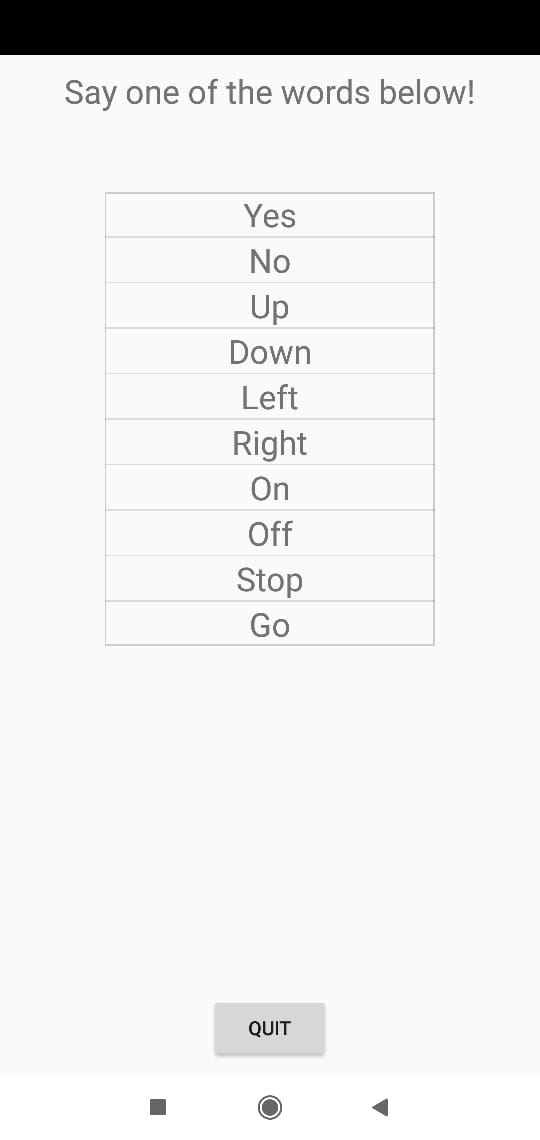 Say one of the words below!
Yes
No
Up
Down
Left
Right
On
Off
Stop
Go
QUIT